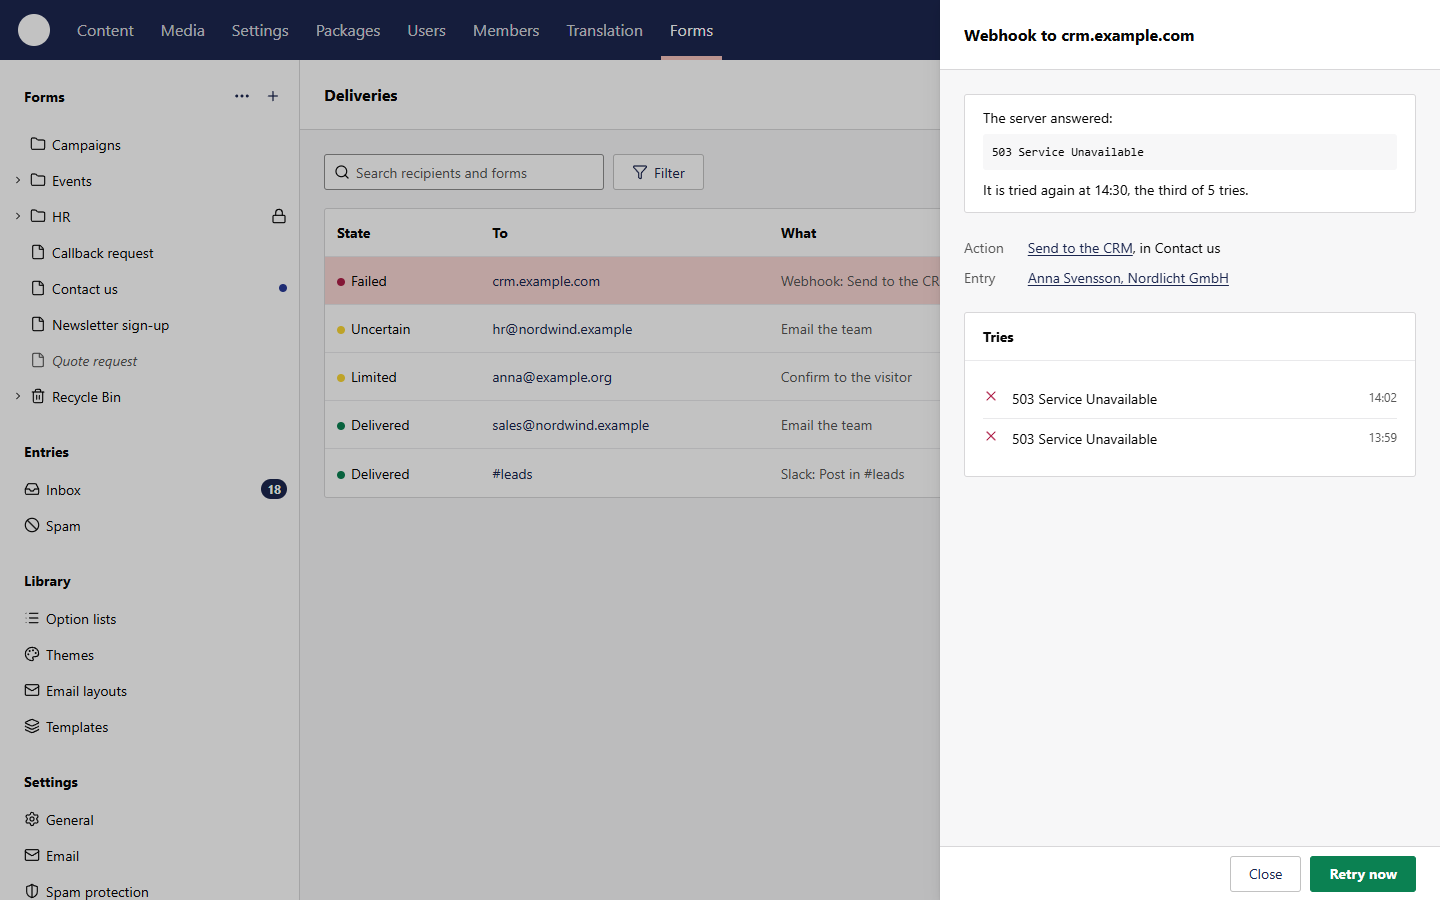 Content Media Settings Packages Users Members Translation Forms
Forms
Campaigns
Events
HR
Callback request
Contact us
Newsletter sign-up
Quote request
Recycle Bin
Entries
Inbox 18
Spam
Library
Option lists
Themes
Email layouts
Templates
Settings
General
Email
Spam protection
Deliveries
Search recipients and forms
Filter
State To What
Failed crm.example.com Webhook: Send to the CR
Uncertain hr@nordwind.example Email the team
Limited anna@example.org Confirm to the visitor
Delivered sales@nordwind.example Email the team
Delivered #leads Slack: Post in #leads
Webhook to crm.example.com
The server answered:
503 Service Unavailable
It is tried again at 14:30, the third of 5 tries.
Action Send to the CRM, in Contact us
Entry Anna Svensson, Nordlicht GmbH
Tries
503 Service Unavailable 14:02
503 Service Unavailable 13:59
Close Retry now